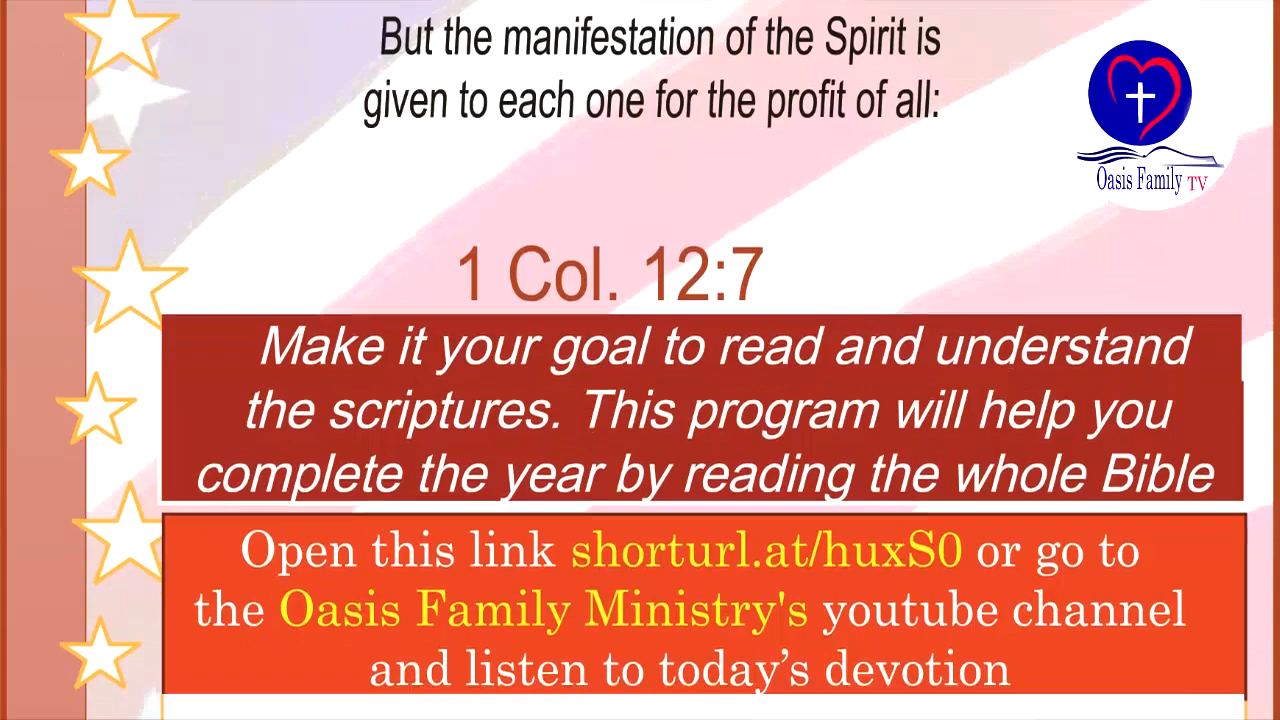 But the manifestation of the Spirit is
given to each one for the profit of all:
Oasis Family TV
1 Col. 12:7
Make it your goal to read and understand
the scriptures. This program will help you
complete the year by reading the whole Bible
Open this link shorturl.at/huxS0 or go to
the Oasis Family Ministry's youtube channel
and listen to today’s devotion